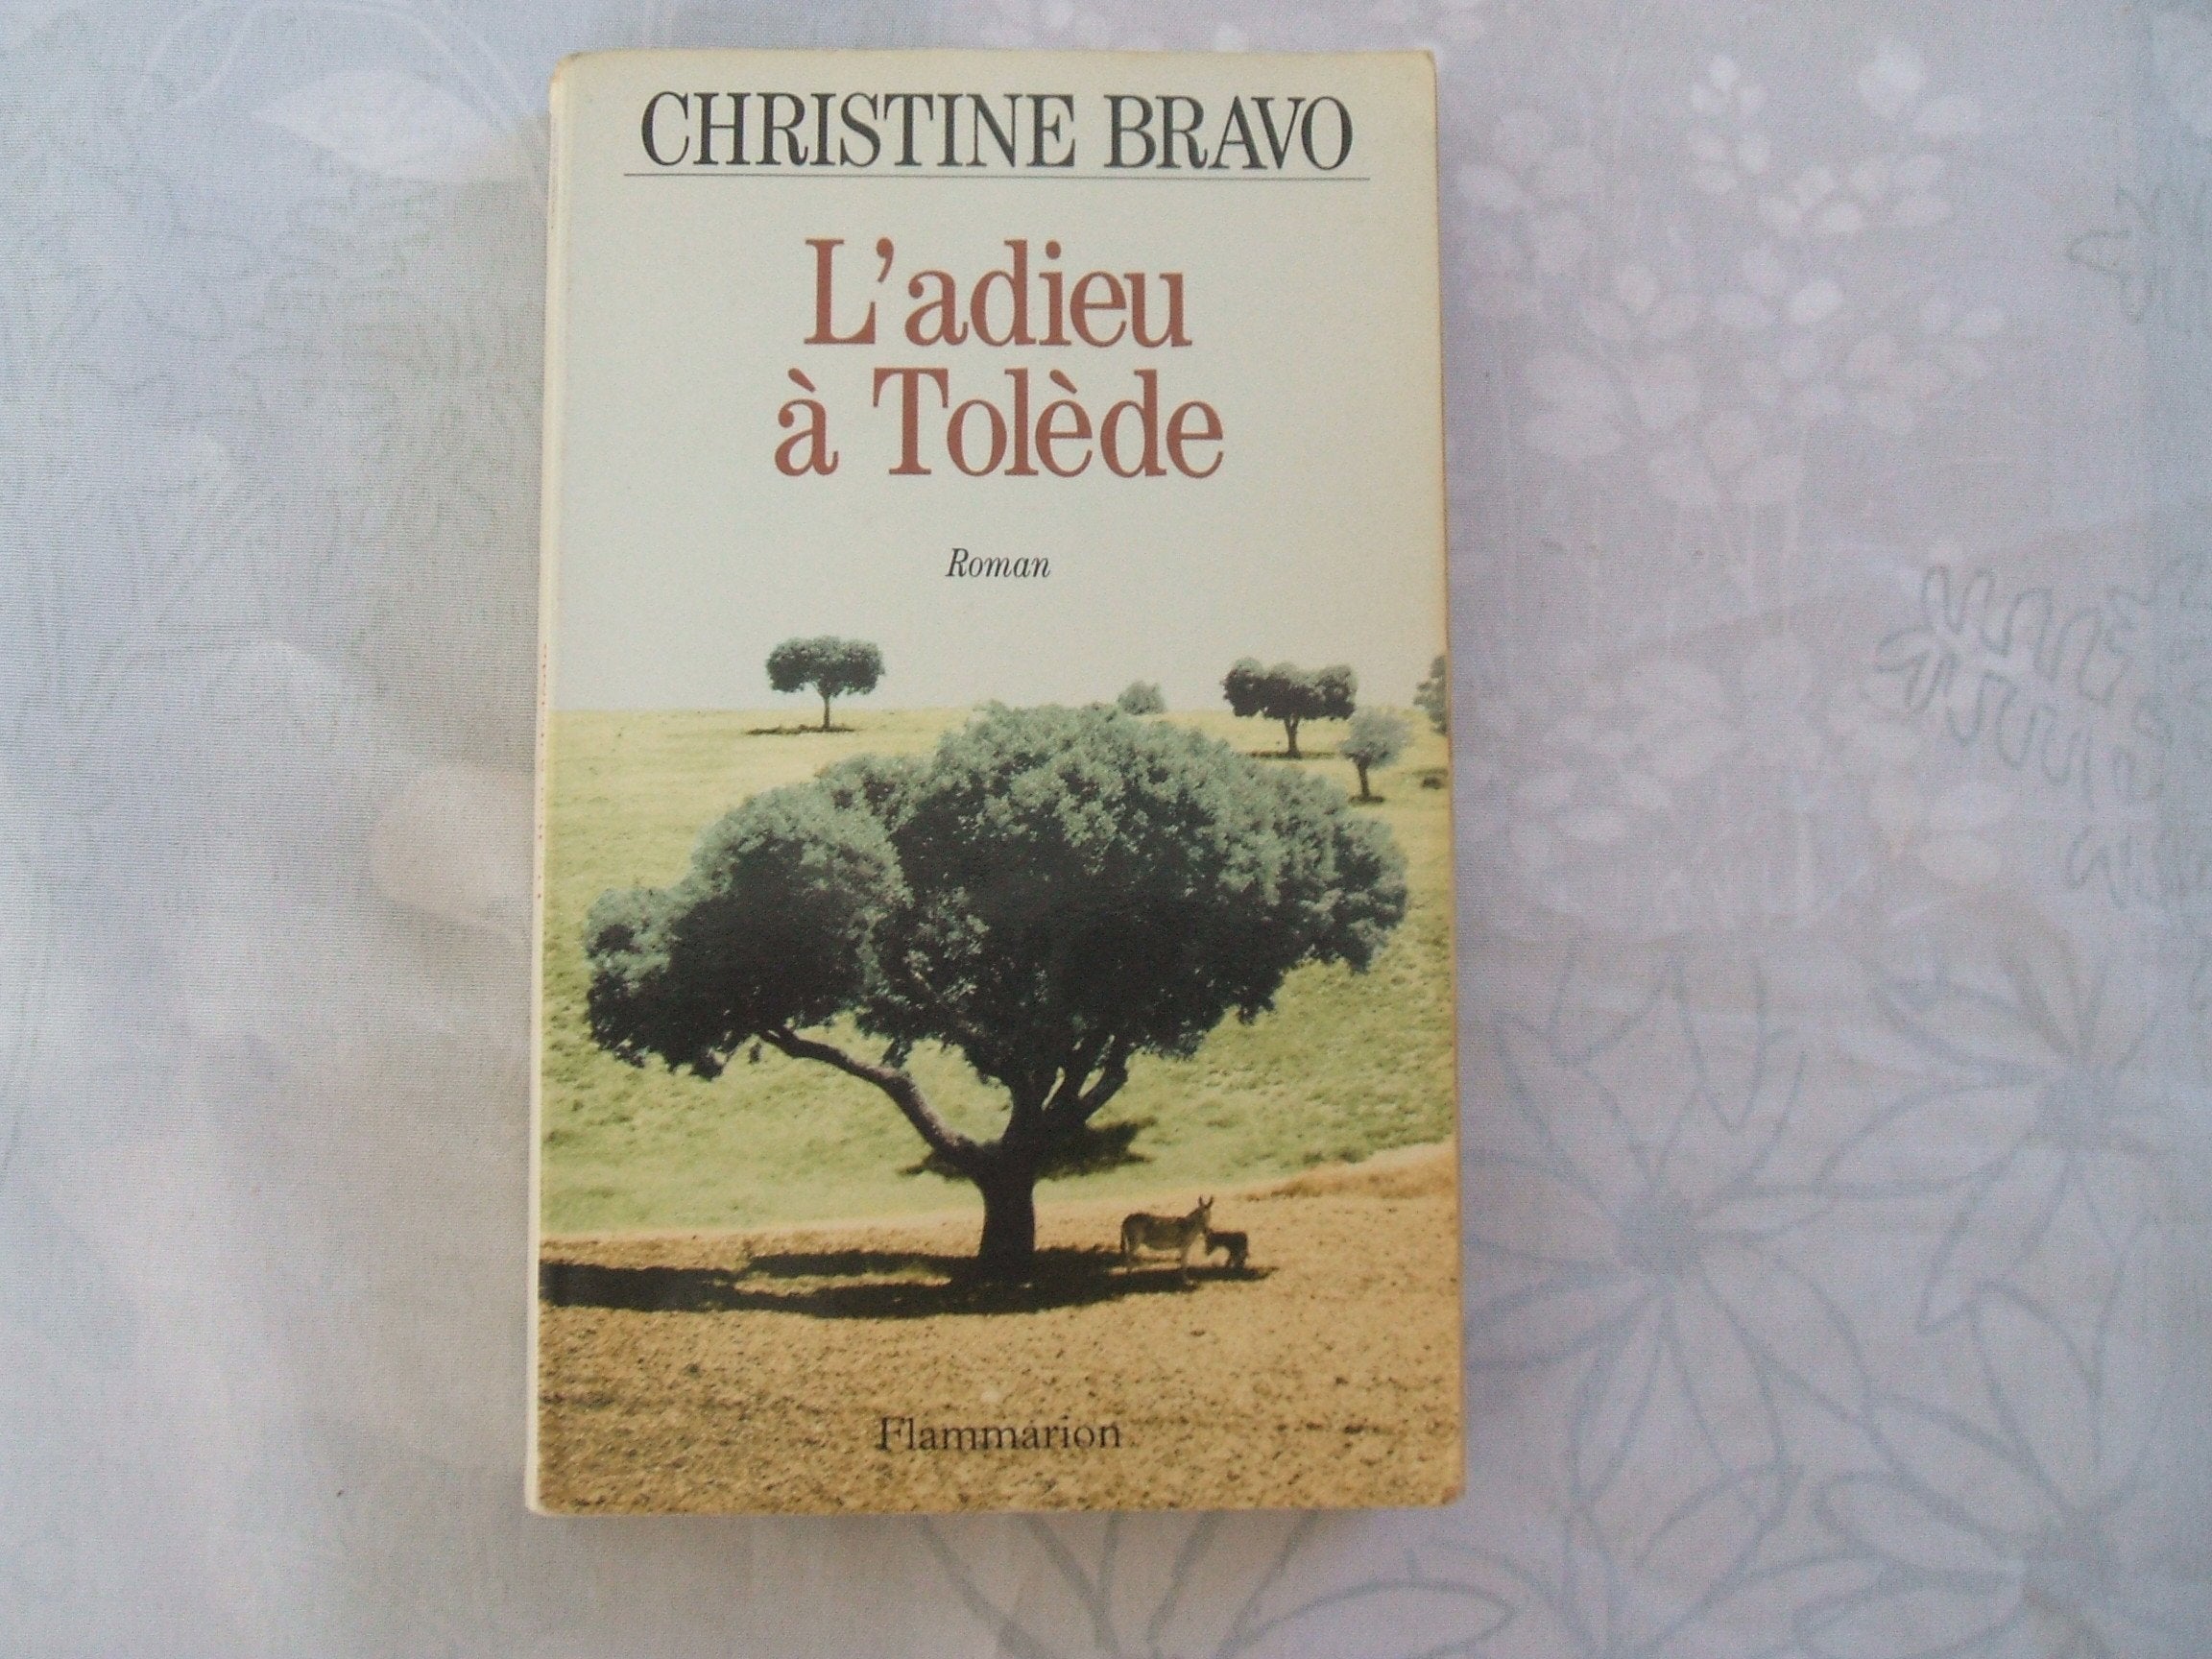 CHRISTINE BRAVO
L'adieu
à Tolède
Roman
Flammarion